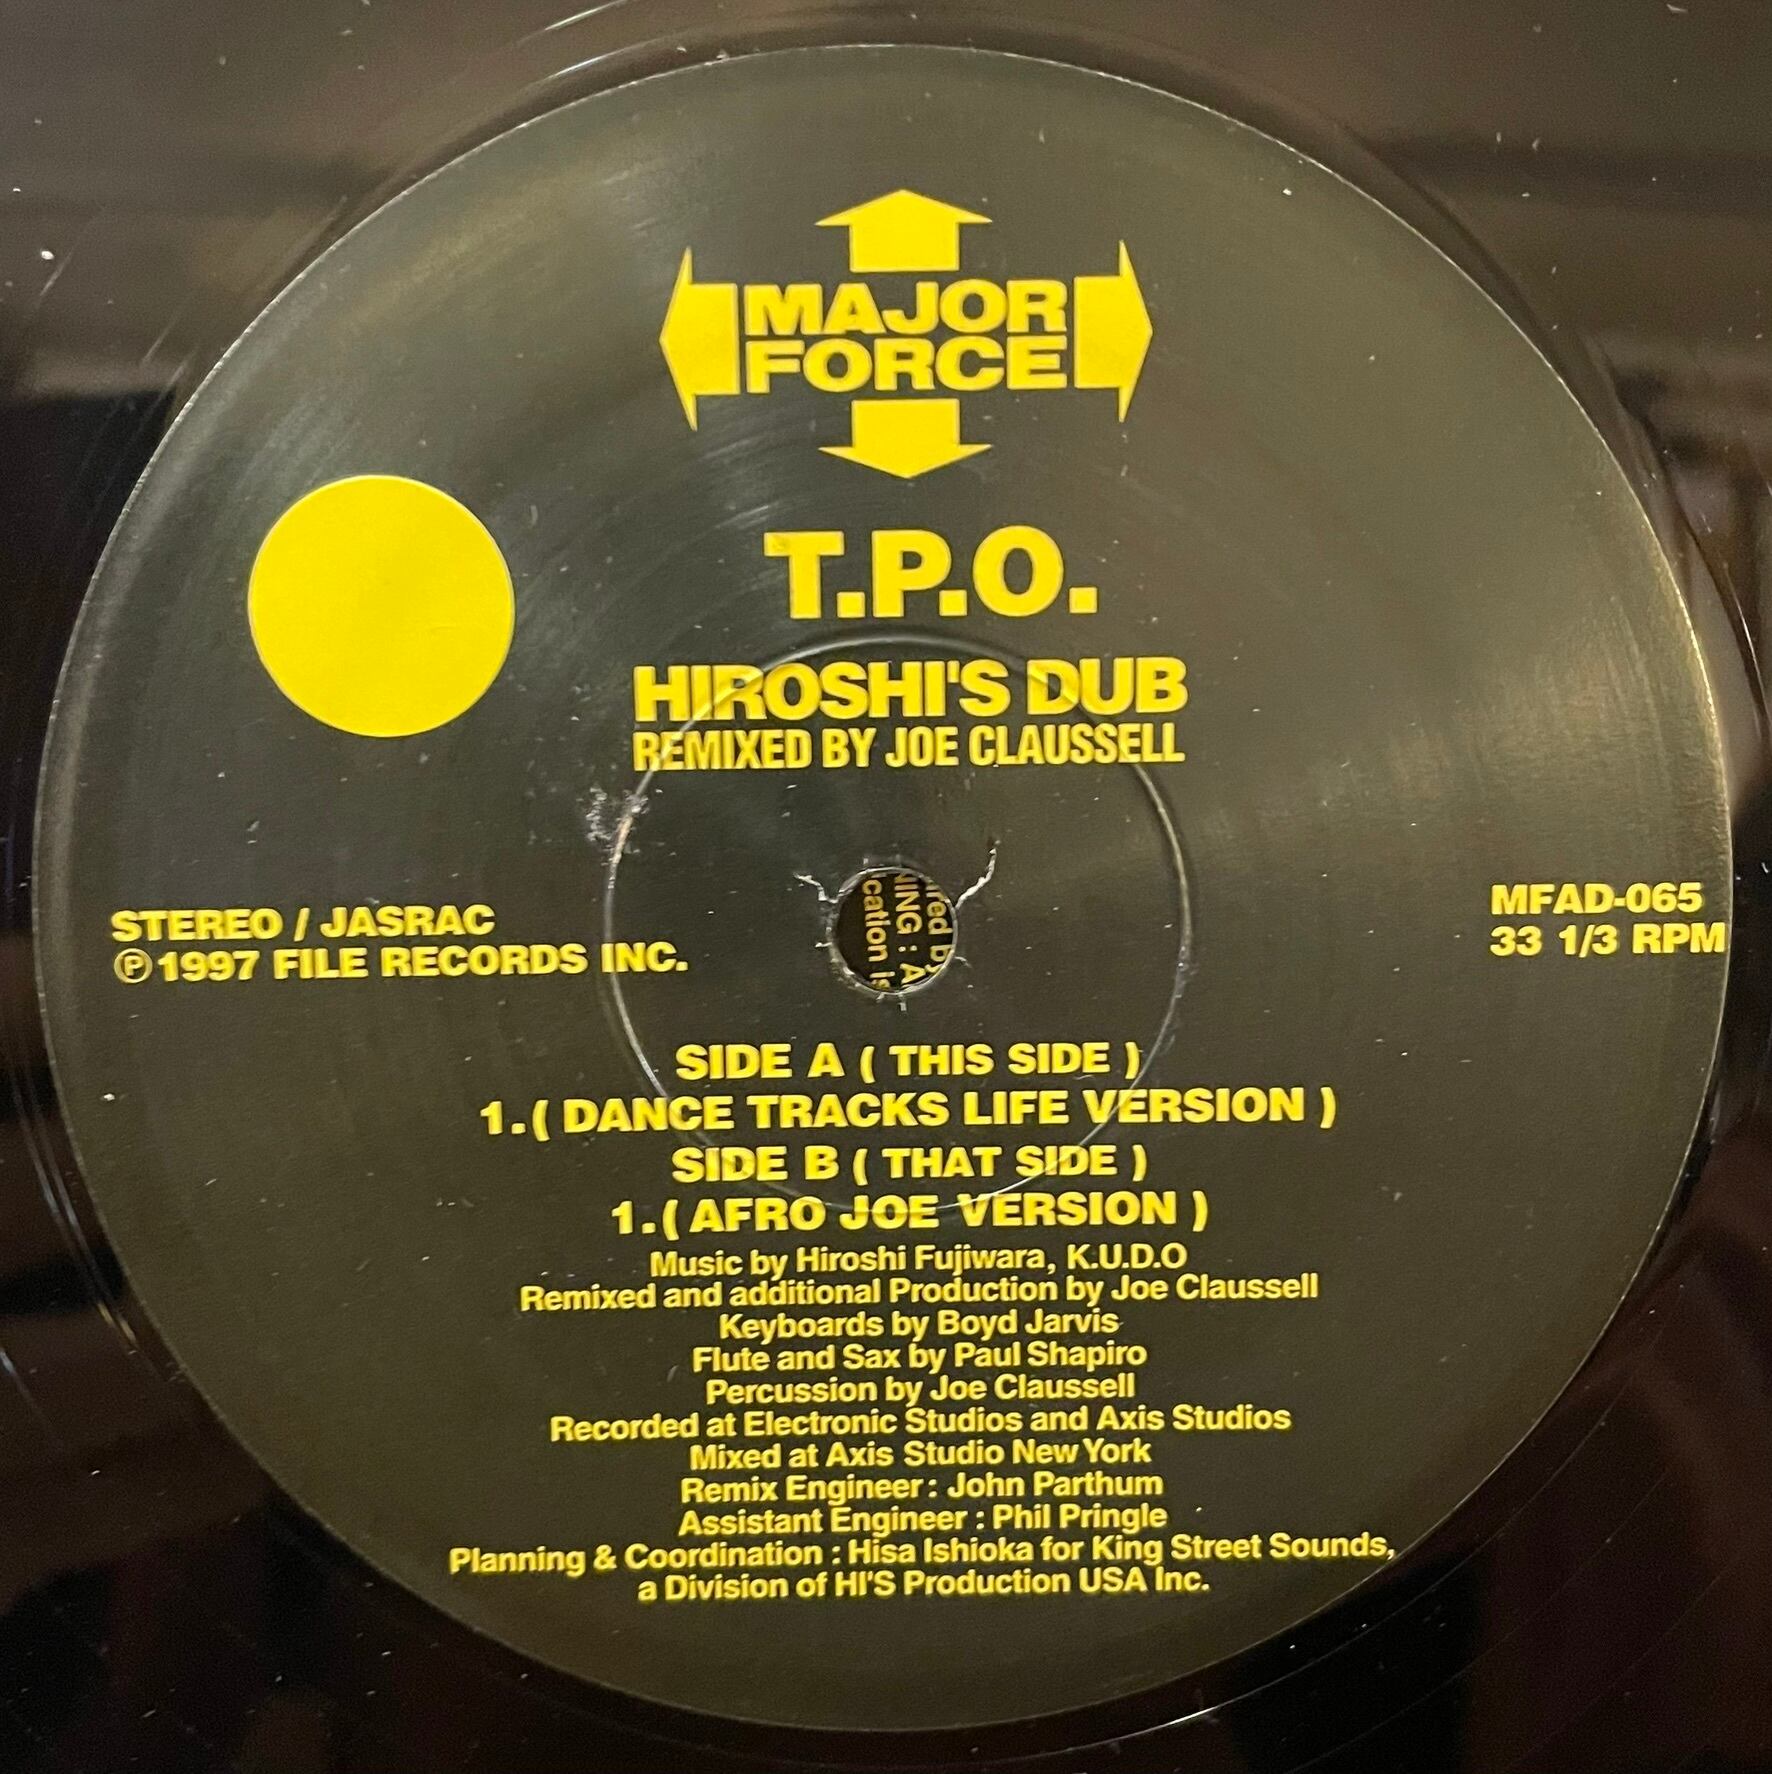 MAJOR
FORCE
T.P.O.
HIROSHI'S DUB
REMIXED BY JOE CLAUSSELL
STEREO / JASRAC
Ⓟ1997 FILE RECORDS INC.
MFAD-065
33 1/3 RPM
SIDE A ( THIS SIDE )
1.( DANCE TRACKS LIFE VERSION )
SIDE B ( THAT SIDE )
1.( AFRO JOE VERSION )
Music by Hiroshi Fujiwara, K.U.D.O
Remixed and additional Production by Joe Claussell
Keyboards by Boyd Jarvis
Flute and Sax by Paul Shapiro
Percussion by Joe Claussell
Recorded at Electronic Studios and Axis Studios
Mixed at Axis Studio New York
Remix Engineer : John Parthum
Assistant Engineer : Phil Pringle
Planning & Coordination : Hisa Ishioka for King Street Sounds,
a Division of HI'S Production USA Inc.